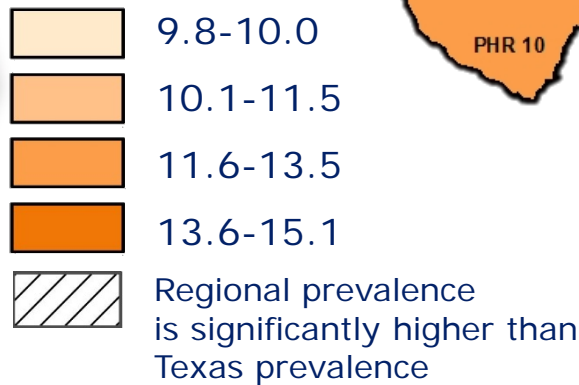 9.8-10.0
PHR 10
10.1-11.5
11.6-13.5
13.6-15.1
Regional prevalence
is significantly higher than
Texas prevalence